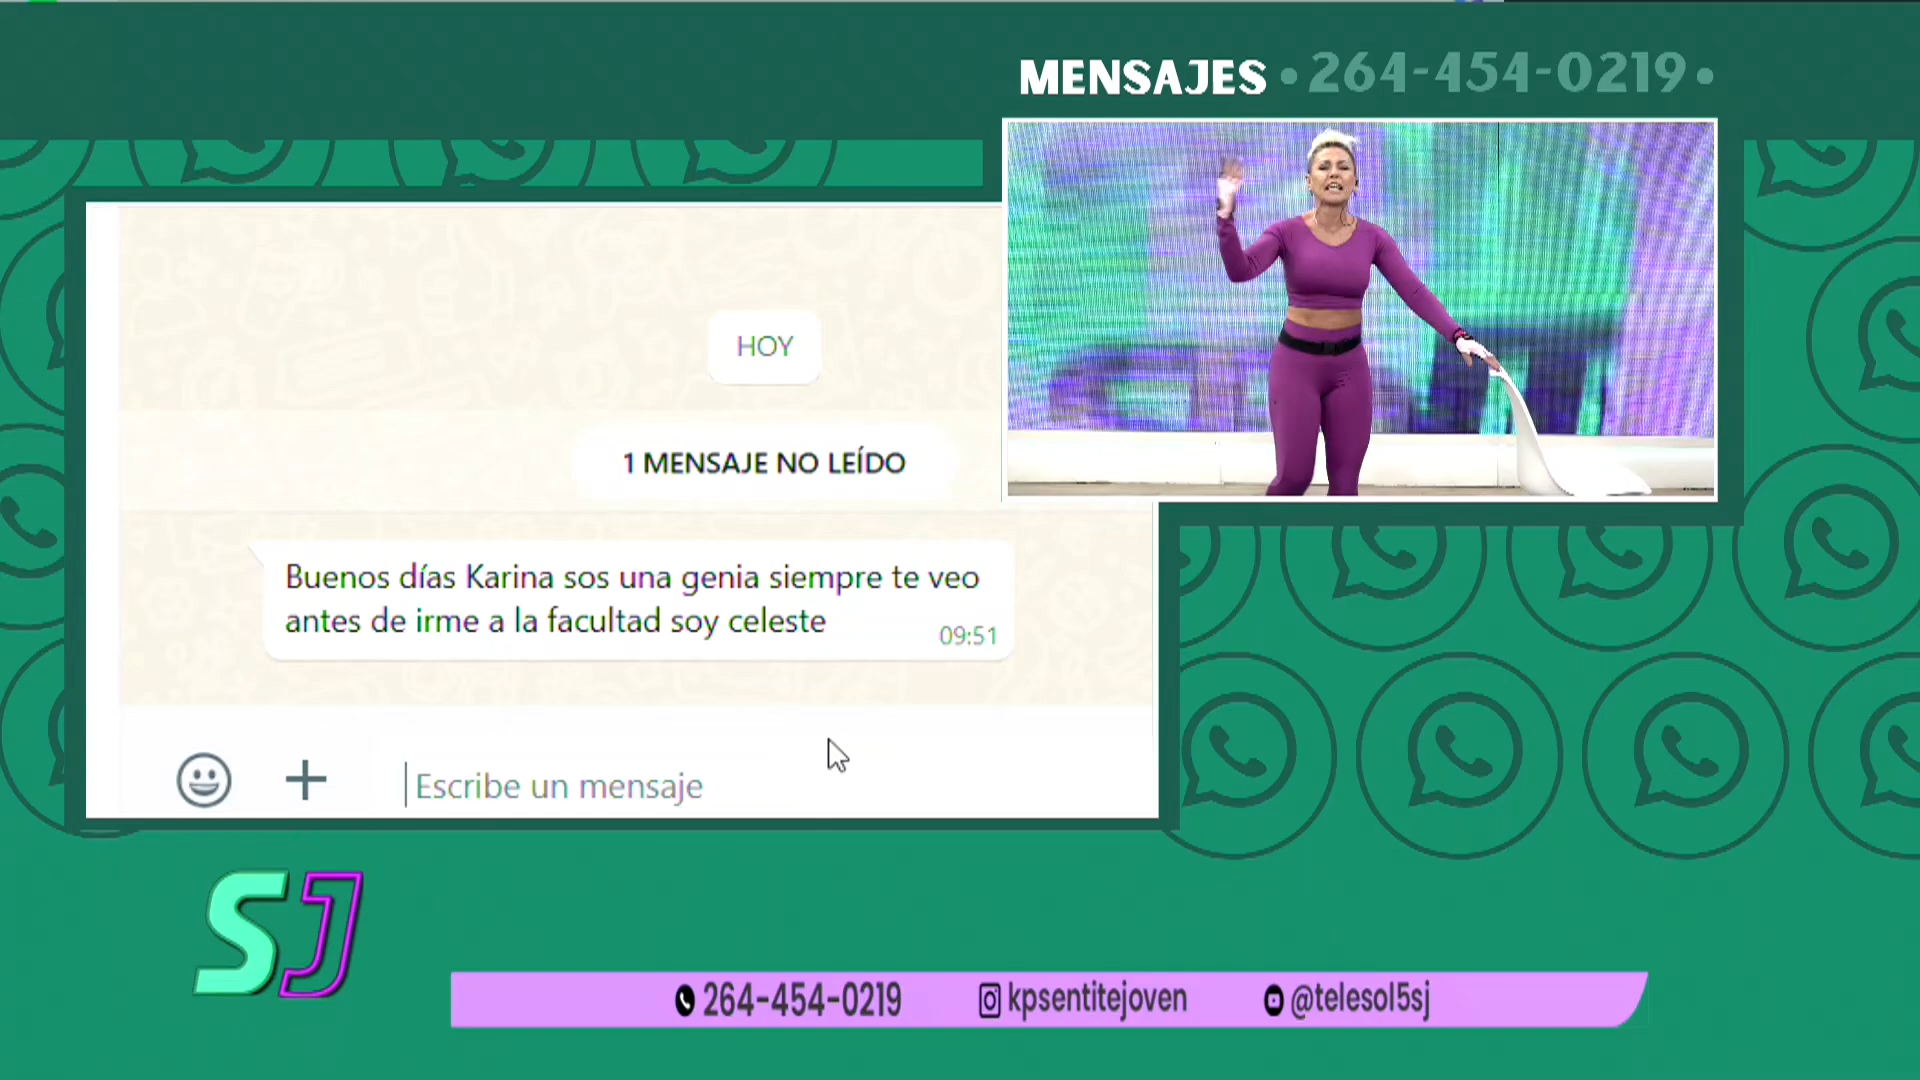 MENSAJES • 264-454-0219 •
HOY
1 MENSAJE NO LEÍDO
Buenos días Karina sos una genia siempre te veo
antes de irme a la facultad soy celeste
09:51
Escribe un mensaje
SJ
264-454-0219 kpsentitejoven @telesol5sj